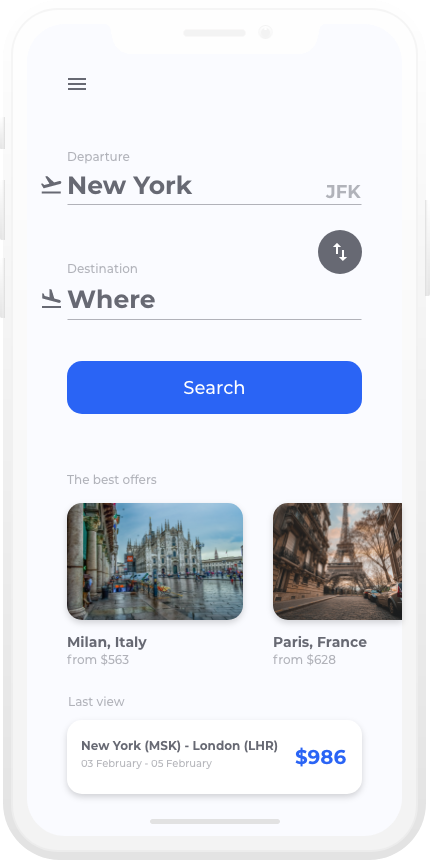 Departure
New York JFK
Destination
Where
Search
The best offers
Milan, Italy
from $563
Paris, France
from $628
Last view
New York (MSK) - London (LHR)
03 February - 05 February
$986